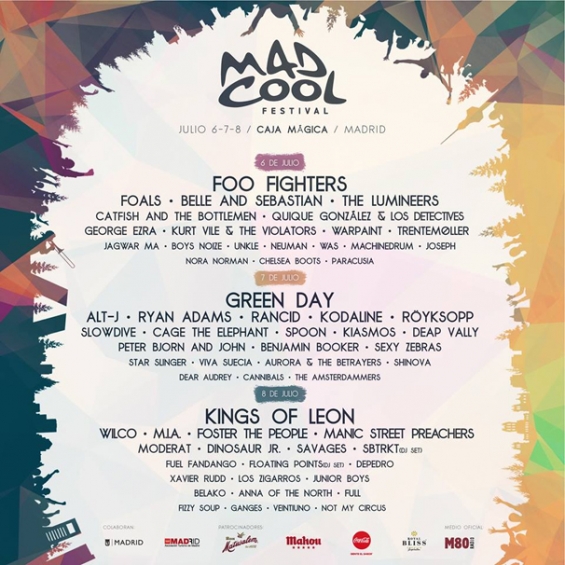 MAD
COOL
FESTIVAL
JULIO 6-7-8 / CAJA MÁGICA / MADRID
6 DE JULIO
FOO FIGHTERS
FOALS • BELLE AND SEBASTIAN • THE LUMINEERS
CATFISH AND THE BOTTLEMEN • QUIQUE GONZÁLEZ & LOS DETECTIVES
GEORGE EZRA • KURT VILE & THE VIOLATORS • WARPAINT • TRENTEMØLLER
JAGWAR MA • BOYS NOIZE • UNKLE • NEUMAN • WAS • MACHINEDRUM • JOSEPH
NORA NORMAN • CHELSEA BOOTS • PARACUSIA
7 DE JULIO
GREEN DAY
ALT-J • RYAN ADAMS • RANCID • KODALINE • RÖYKSOPP
SLOWDIVE • CAGE THE ELEPHANT • SPOON • KIASMOS • DEAP VALLY
PETER BJORN AND JOHN • BENJAMIN BOOKER • SEXY ZEBRAS
STAR SLINGER • VIVA SUECIA • AURORA & THE BETRAYERS • SHINOVA
DEAR AUDREY • CANNIBALS • THE AMSTERDAMMERS
8 DE JULIO
KINGS OF LEON
WILCO • M.I.A. • FOSTER THE PEOPLE • MANIC STREET PREACHERS
MODERAT • DINOSAUR JR. • SAVAGES • SBTRKT(DJ SET)
FUEL FANDANGO • FLOATING POINTS(DJ SET) • DEPEDRO
XAVIER RUDD • LOS ZIGARROS • JUNIOR BOYS
BELAKO • ANNA OF THE NORTH • FULL
FIZZY SOUP • GANGES • VEINTIUNO • NOT MY CIRCUS
COLABORAN: PATROCINADORES: MEDIO OFICIAL:
MADRID MADRID Mahou Coca-Cola ROYAL BLISS M80 RADIO